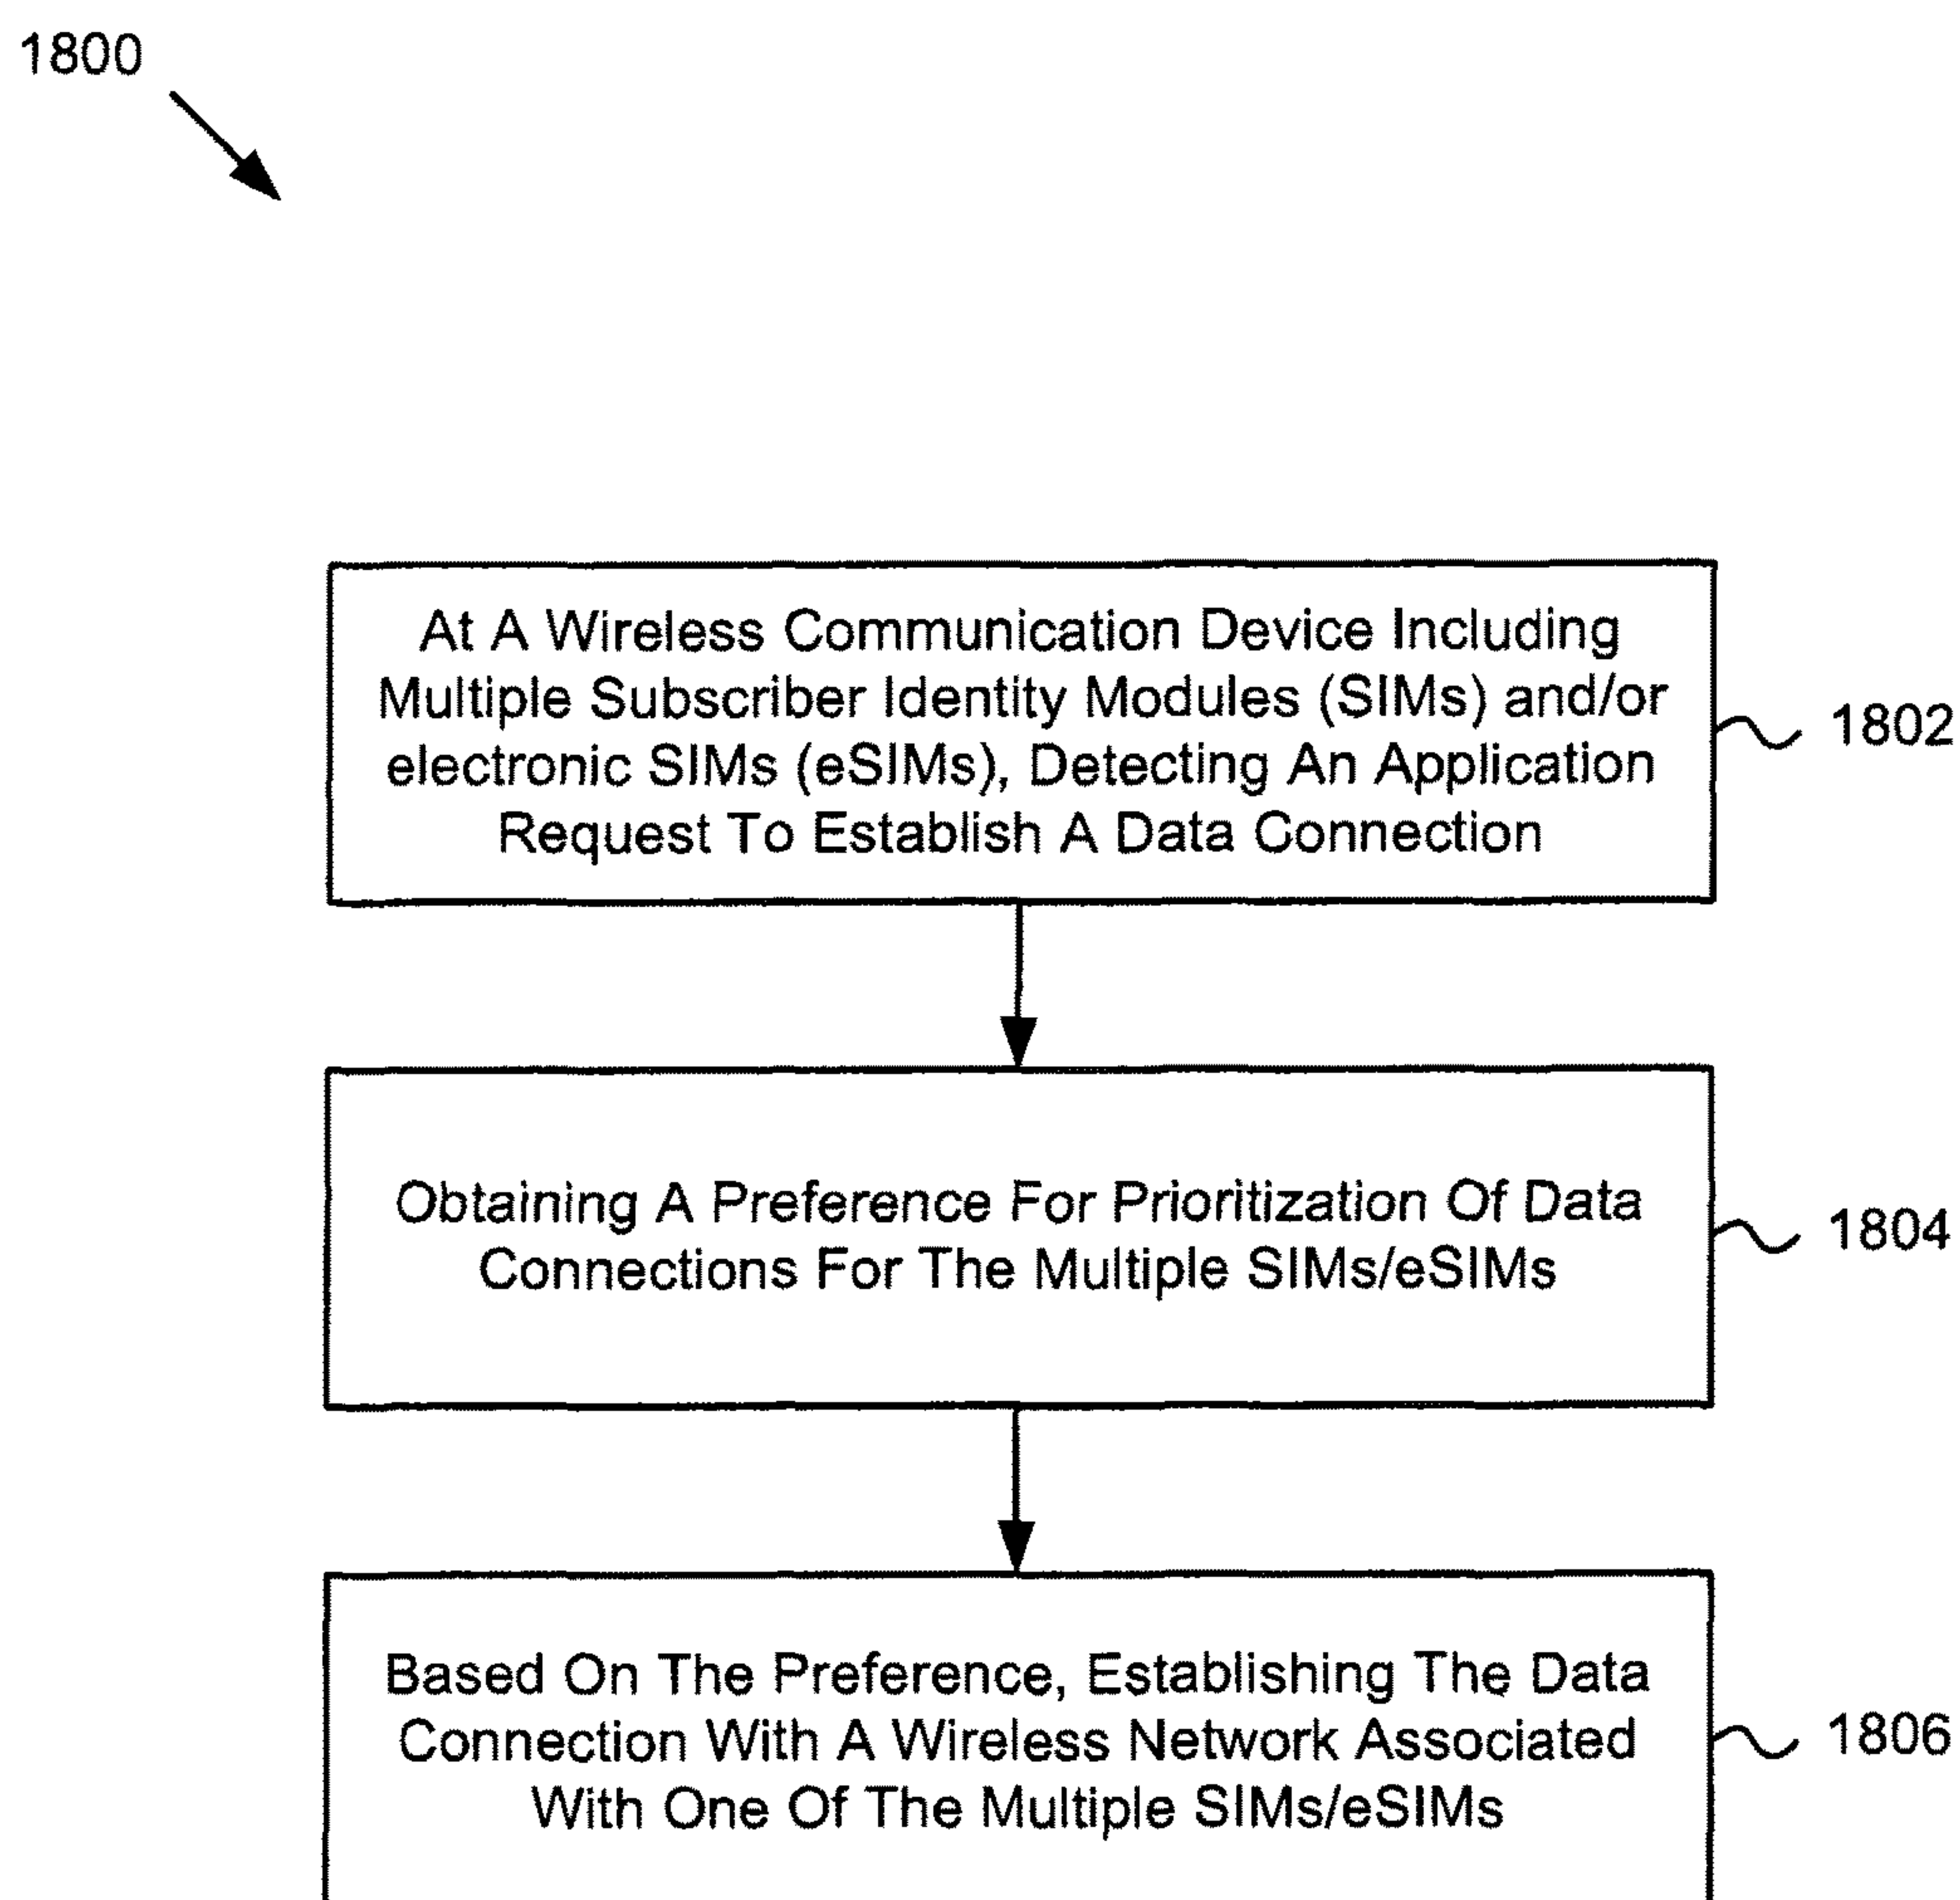 1800
At A Wireless Communication Device Including
Multiple Subscriber Identity Modules (SIMs) and/or
electronic SIMs (eSIMs), Detecting An Application
Request To Establish A Data Connection
1802
Obtaining A Preference For Prioritization Of Data
Connections For The Multiple SIMs/eSIMs
1804
Based On The Preference, Establishing The Data
Connection With A Wireless Network Associated
With One Of The Multiple SIMs/eSIMs
1806